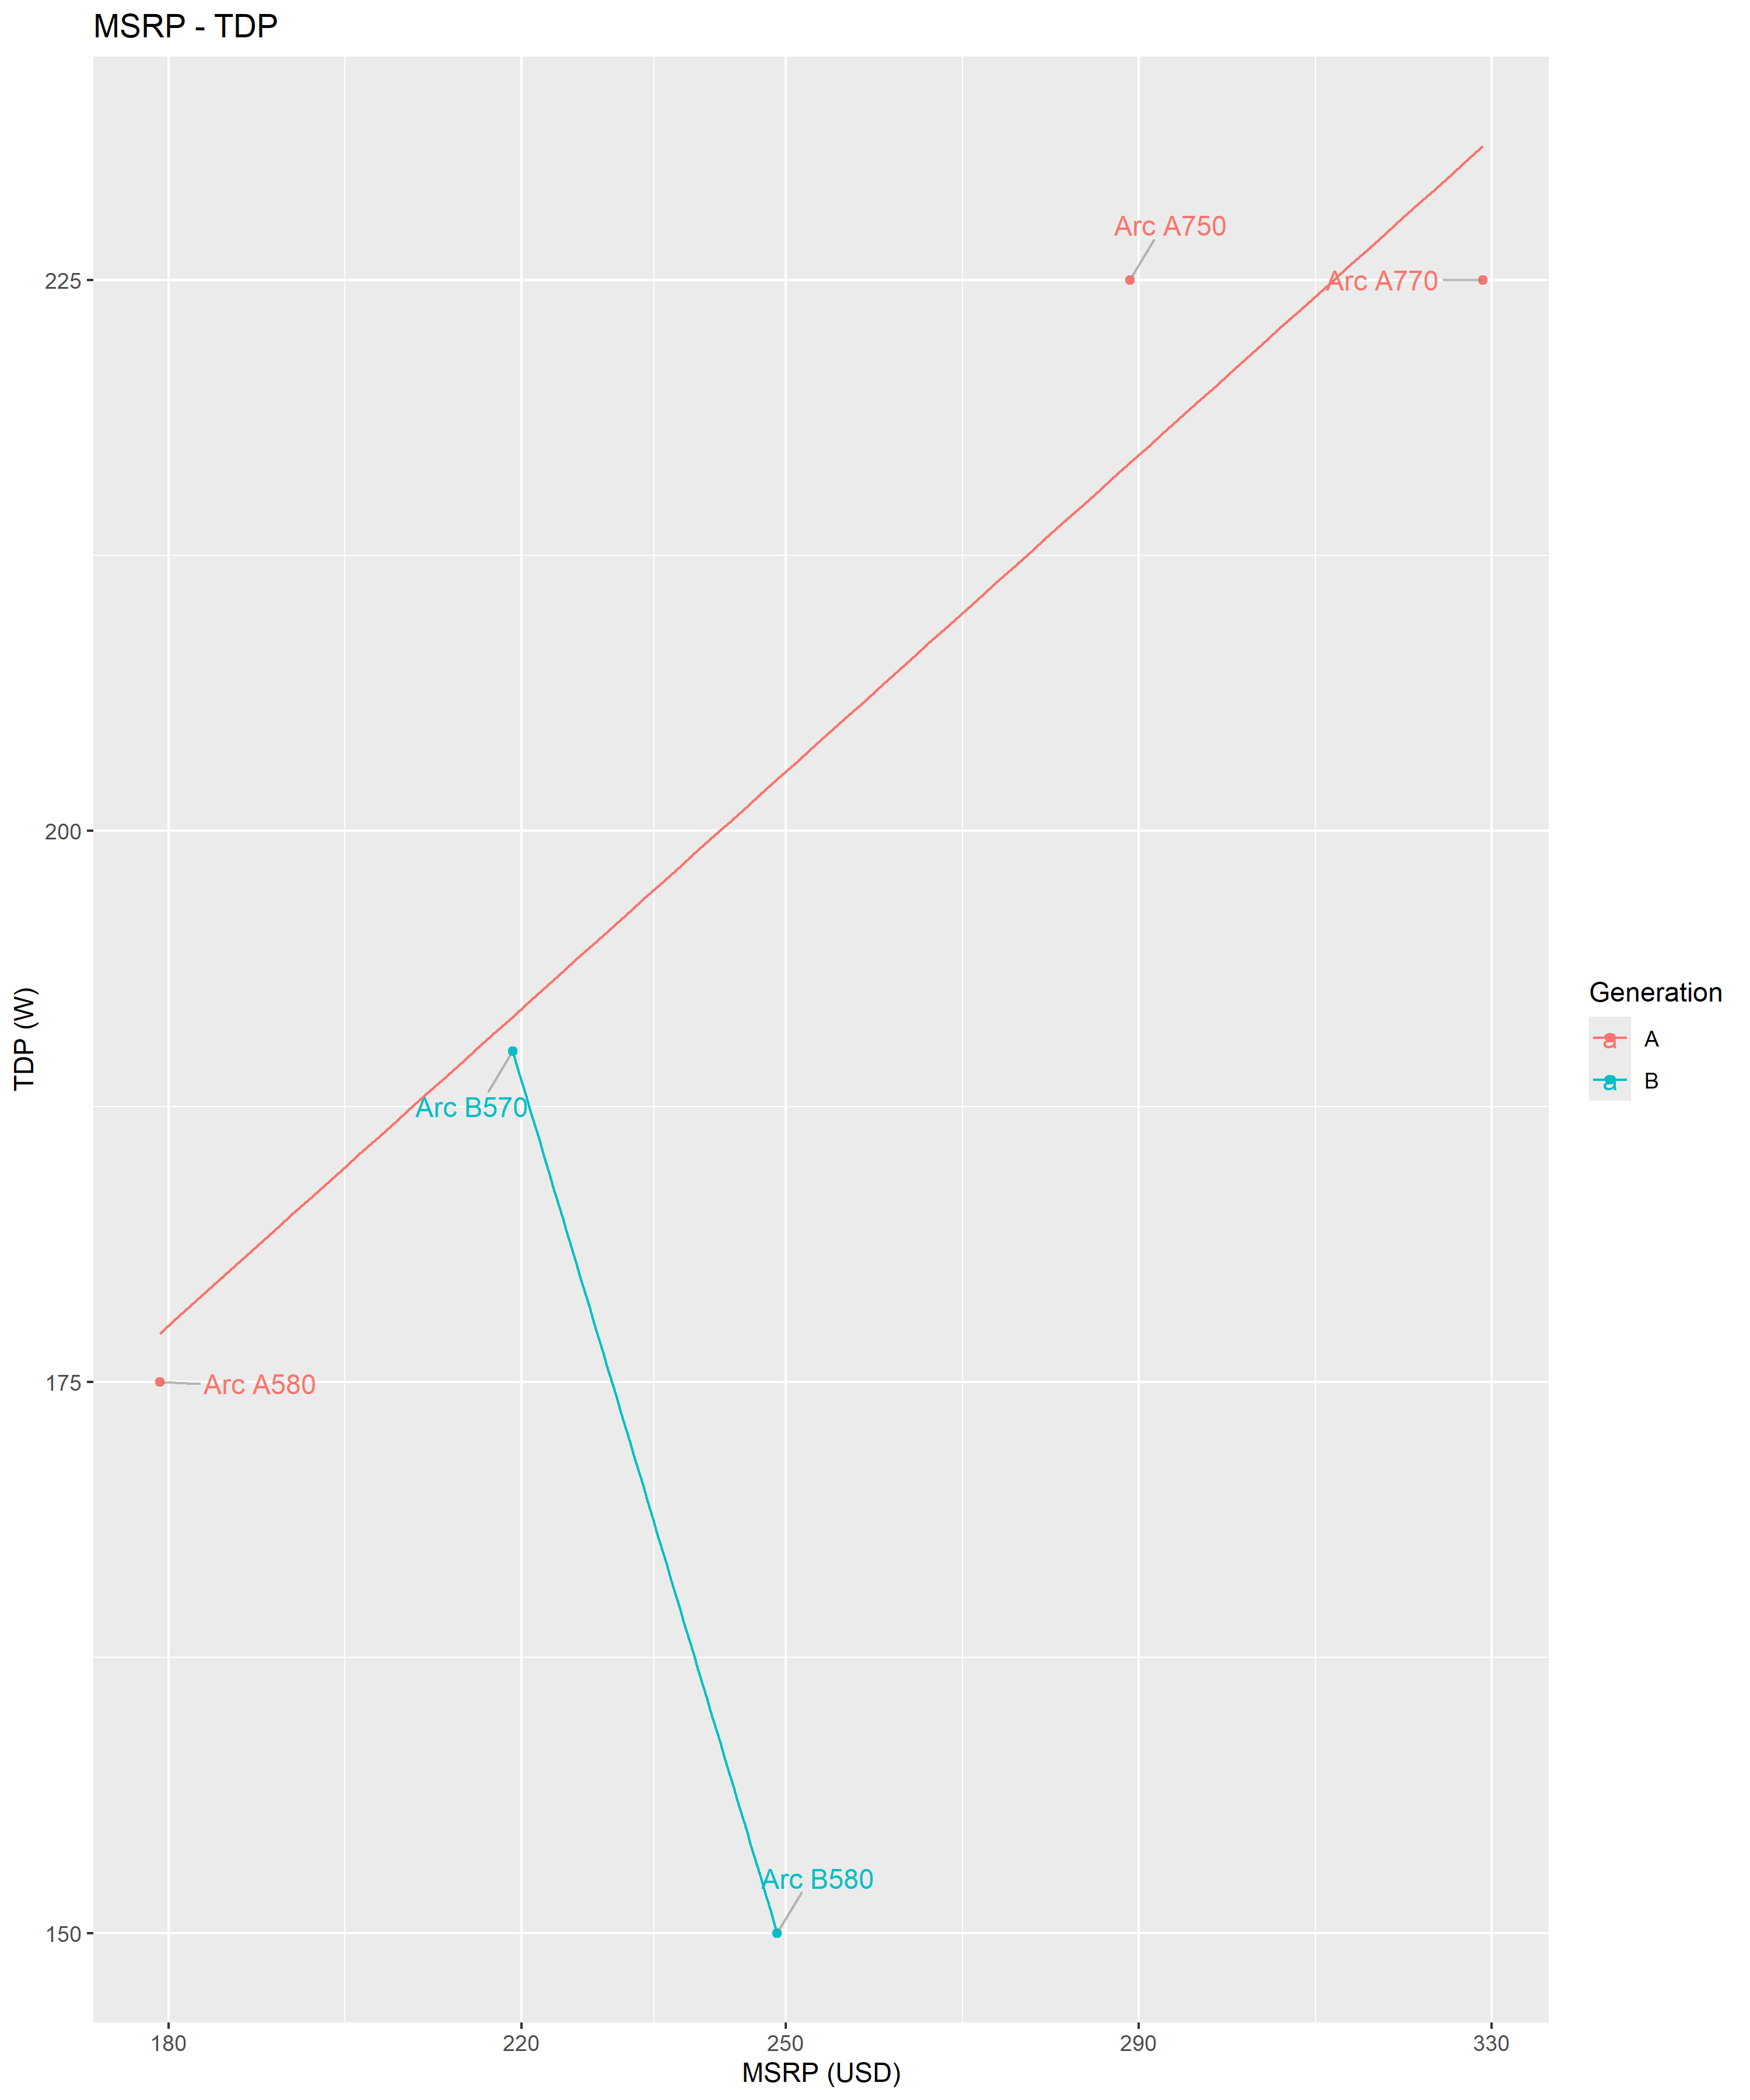 MSRP - TDP
Arc A750
225
Arc A770
200
TDP (W)
Generation
a A
a B
Arc B570
175
Arc A580
Arc B580
150
180 220 250 290 330
MSRP (USD)